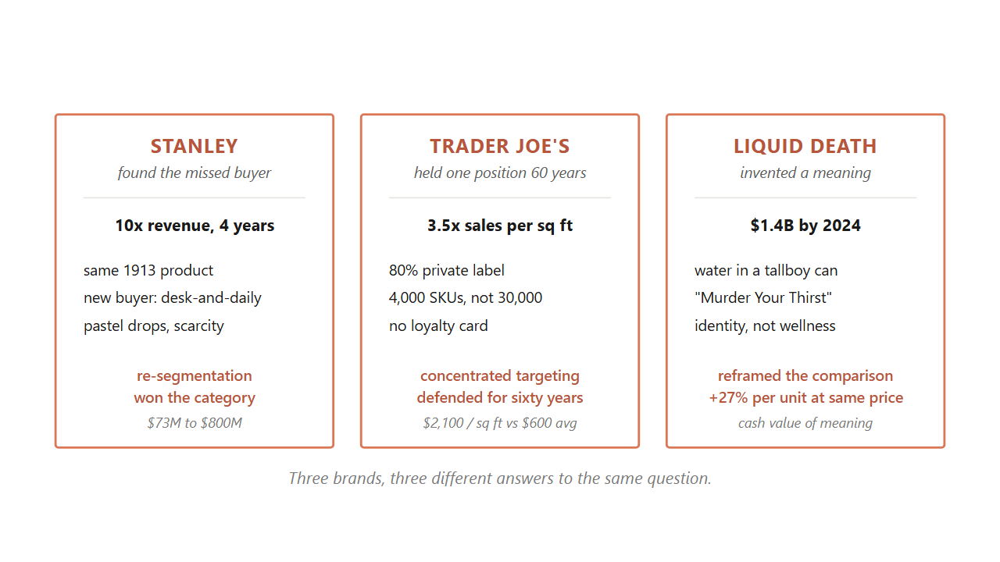 STANLEY
found the missed buyer
10x revenue, 4 years
same 1913 product
new buyer: desk-and-daily
pastel drops, scarcity
re-segmentation
won the category
$73M to $800M
TRADER JOE'S
held one position 60 years
3.5x sales per sq ft
80% private label
4,000 SKUs, not 30,000
no loyalty card
concentrated targeting
defended for sixty years
$2,100 / sq ft vs $600 avg
LIQUID DEATH
invented a meaning
$1.4B by 2024
water in a tallboy can
"Murder Your Thirst"
identity, not wellness
reframed the comparison
+27% per unit at same price
cash value of meaning
Three brands, three different answers to the same question.